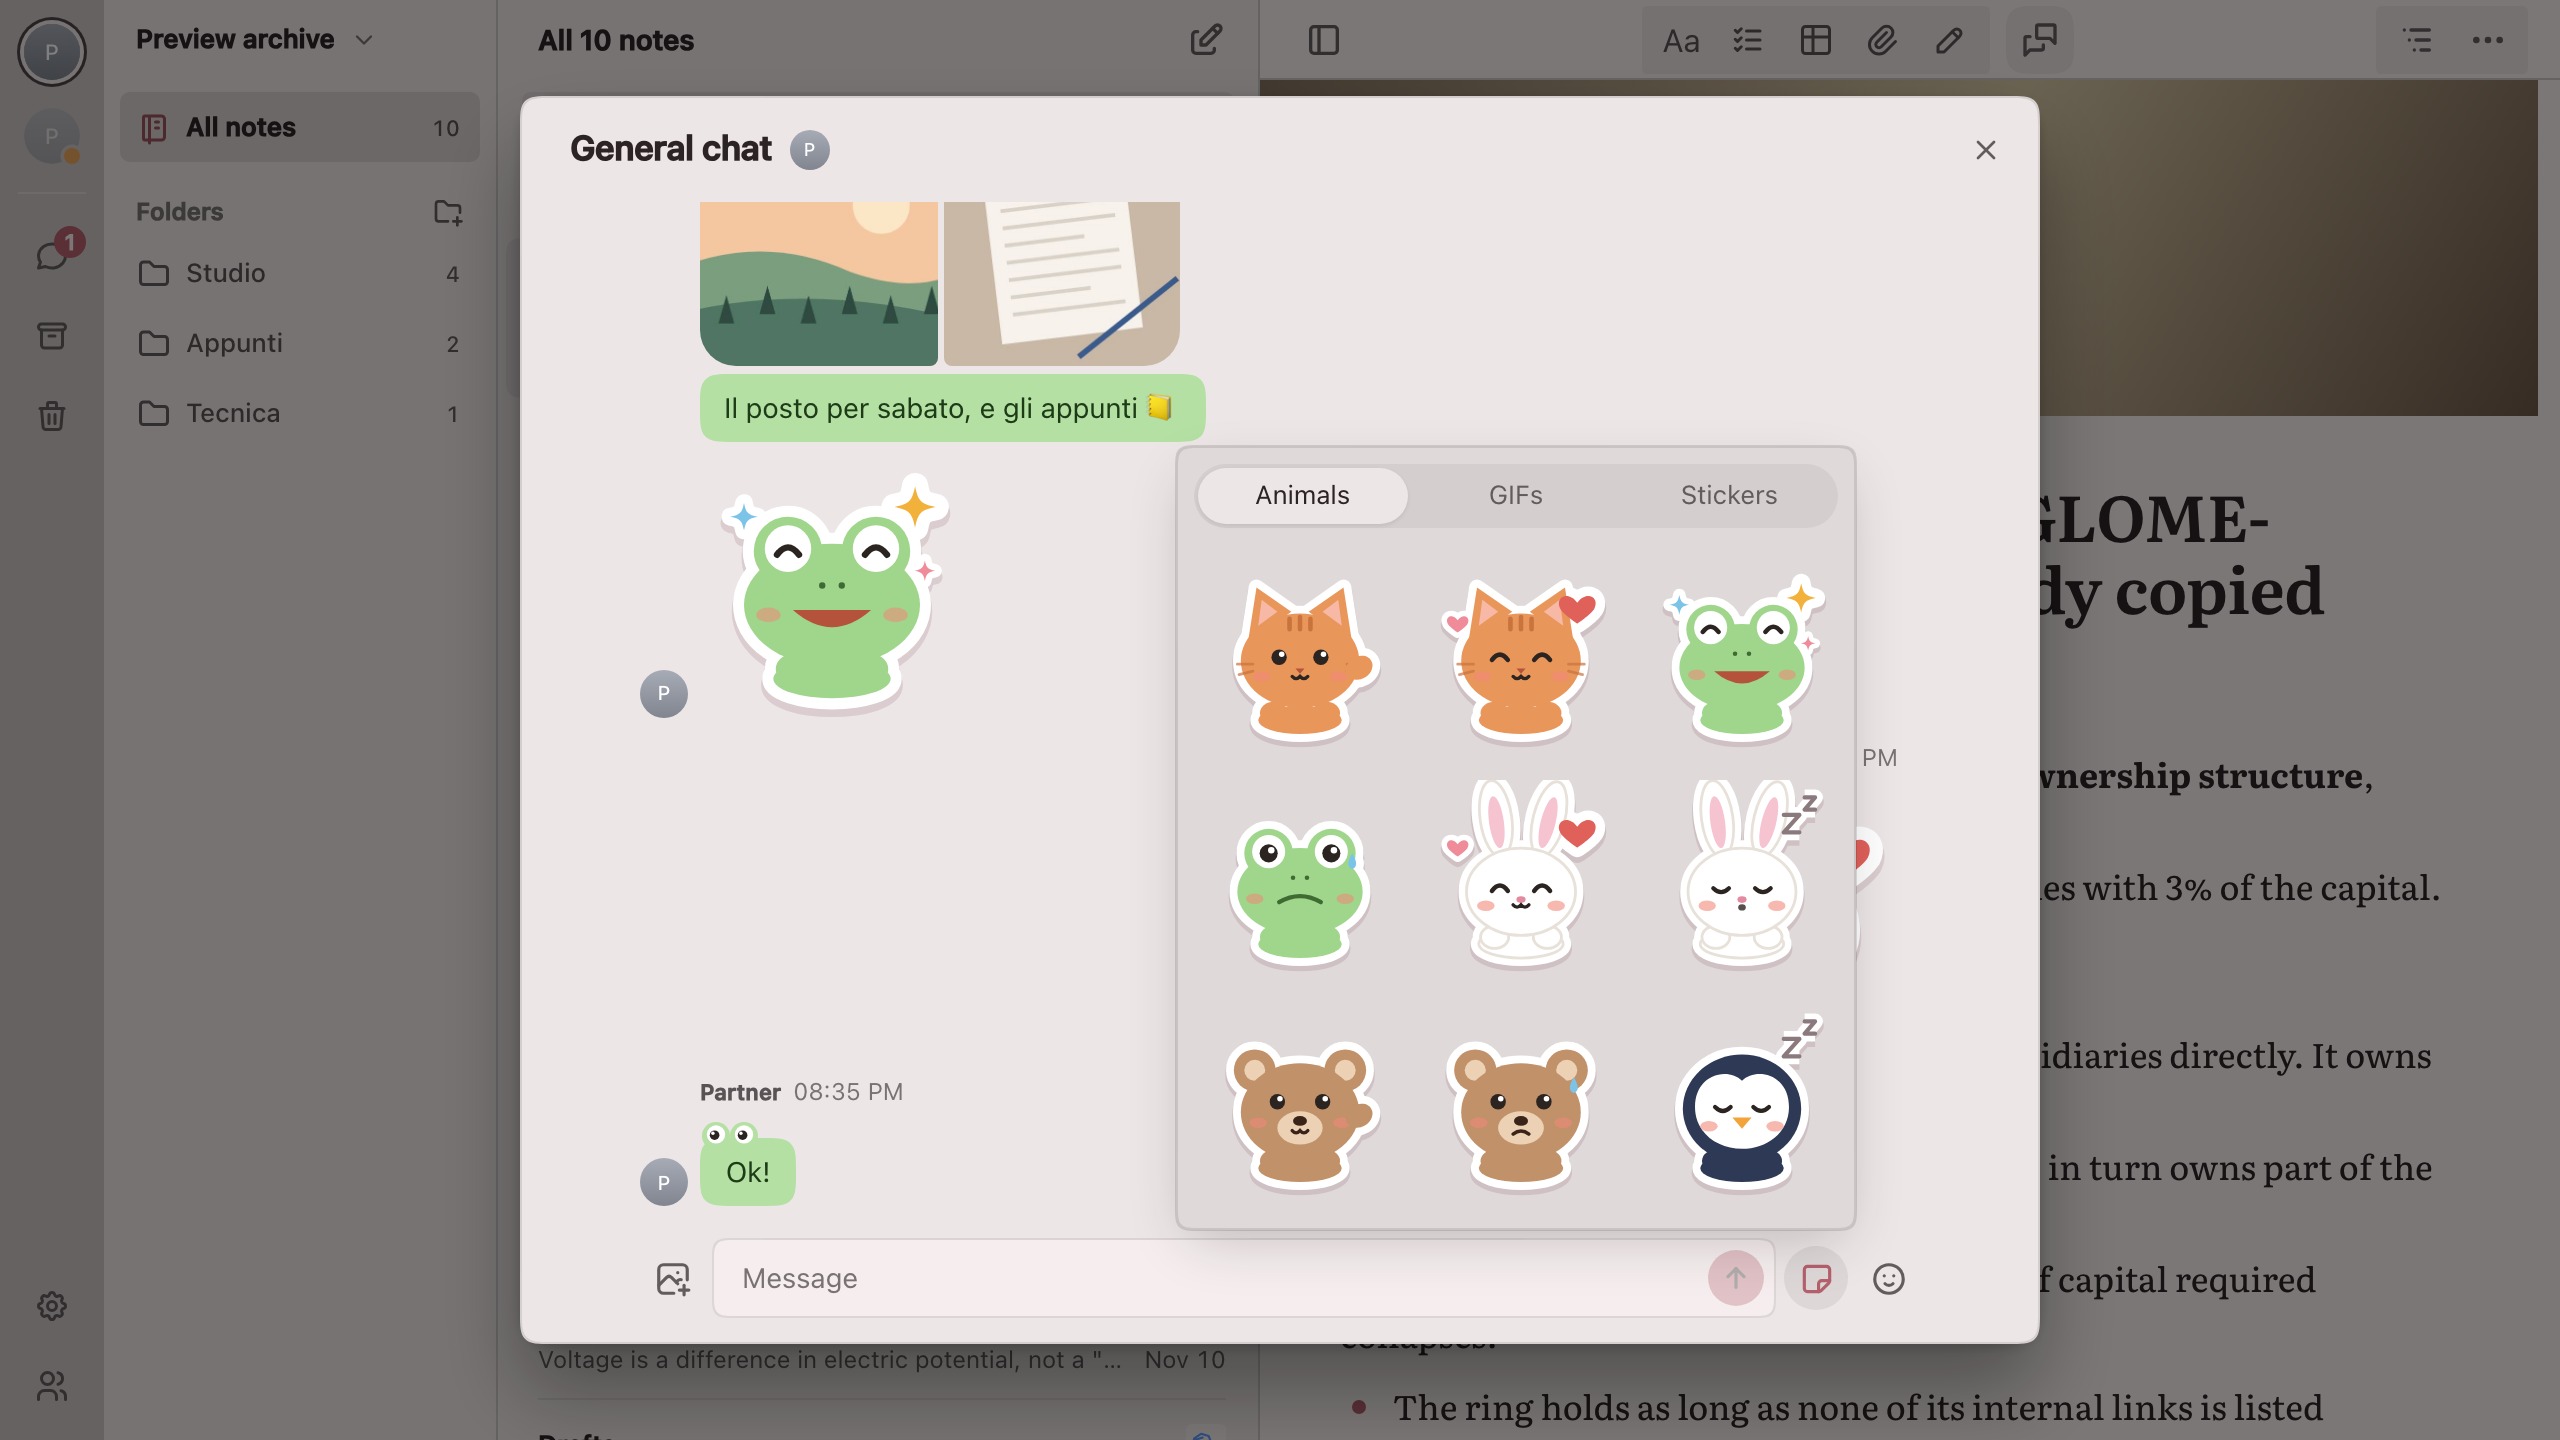 P
Preview archive
All 10 notes
Aa
P
All notes 10
Folders
1
Studio 4
Appunti 2
Tecnica 1
General chat P
Il posto per sabato, e gli appunti
Animals GIFs Stickers
P
PM
z
Z
z
Z
Partner 08:35 PM
Ok!
P
Message
GLOME-
dy copied
wnership structure,
es with 3% of the capital.
idiaries directly. It owns
in turn owns part of the
f capital required
collapses.
Voltage is a difference in electric potential, not a "... Nov 10
The ring holds as long as none of its internal links is listed
Drafts